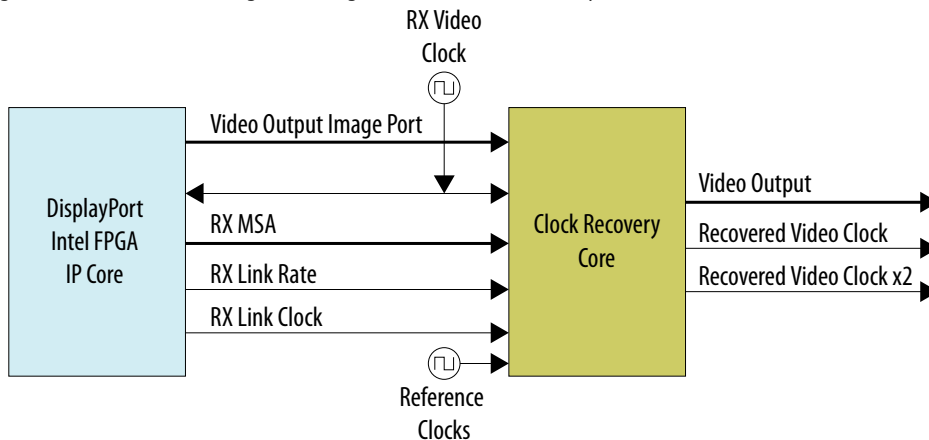 RX Video
Clock
Video Output Image Port
DisplayPort
Intel FPGA
IP Core
RX MSA
RX Link Rate
RX Link Clock
Clock Recovery
Core
Video Output
Recovered Video Clock
Recovered Video Clock x2
Reference
Clocks